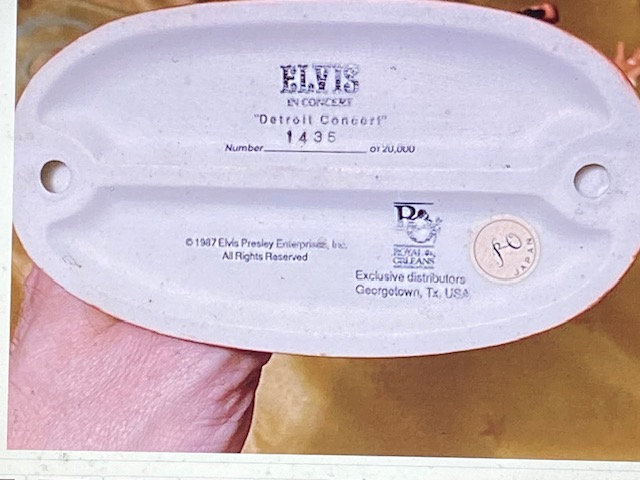 ELVIS
IN CONCERT
"Detroit Concert"
1435
Number of 20,000
© 1987 Elvis Presley Enterprises, Inc.
All Rights Reserved
ROYAL
ORLEANS
Exclusive distributors
Georgetown, Tx, USA
JAPAN